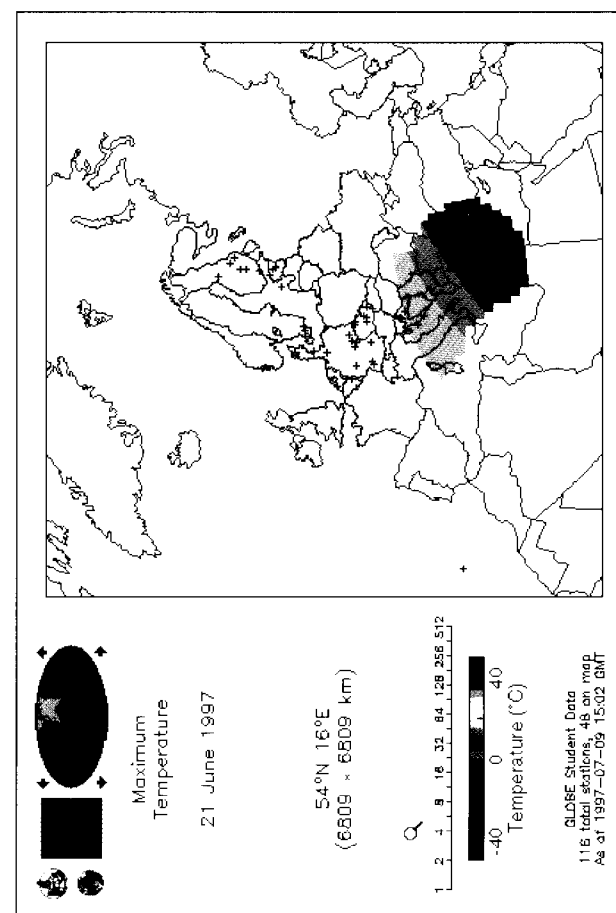 Maximum
Temperature
21 June 1997
54°N 16°E
(6809 × 6809 km)
1 2 4 8 16 32 64 128 256 512
-40 0 40
Temperature (°C)
GLOBE Student Data
116 total stations, 48 on map
As of 1997-07-09 15:02 GMT